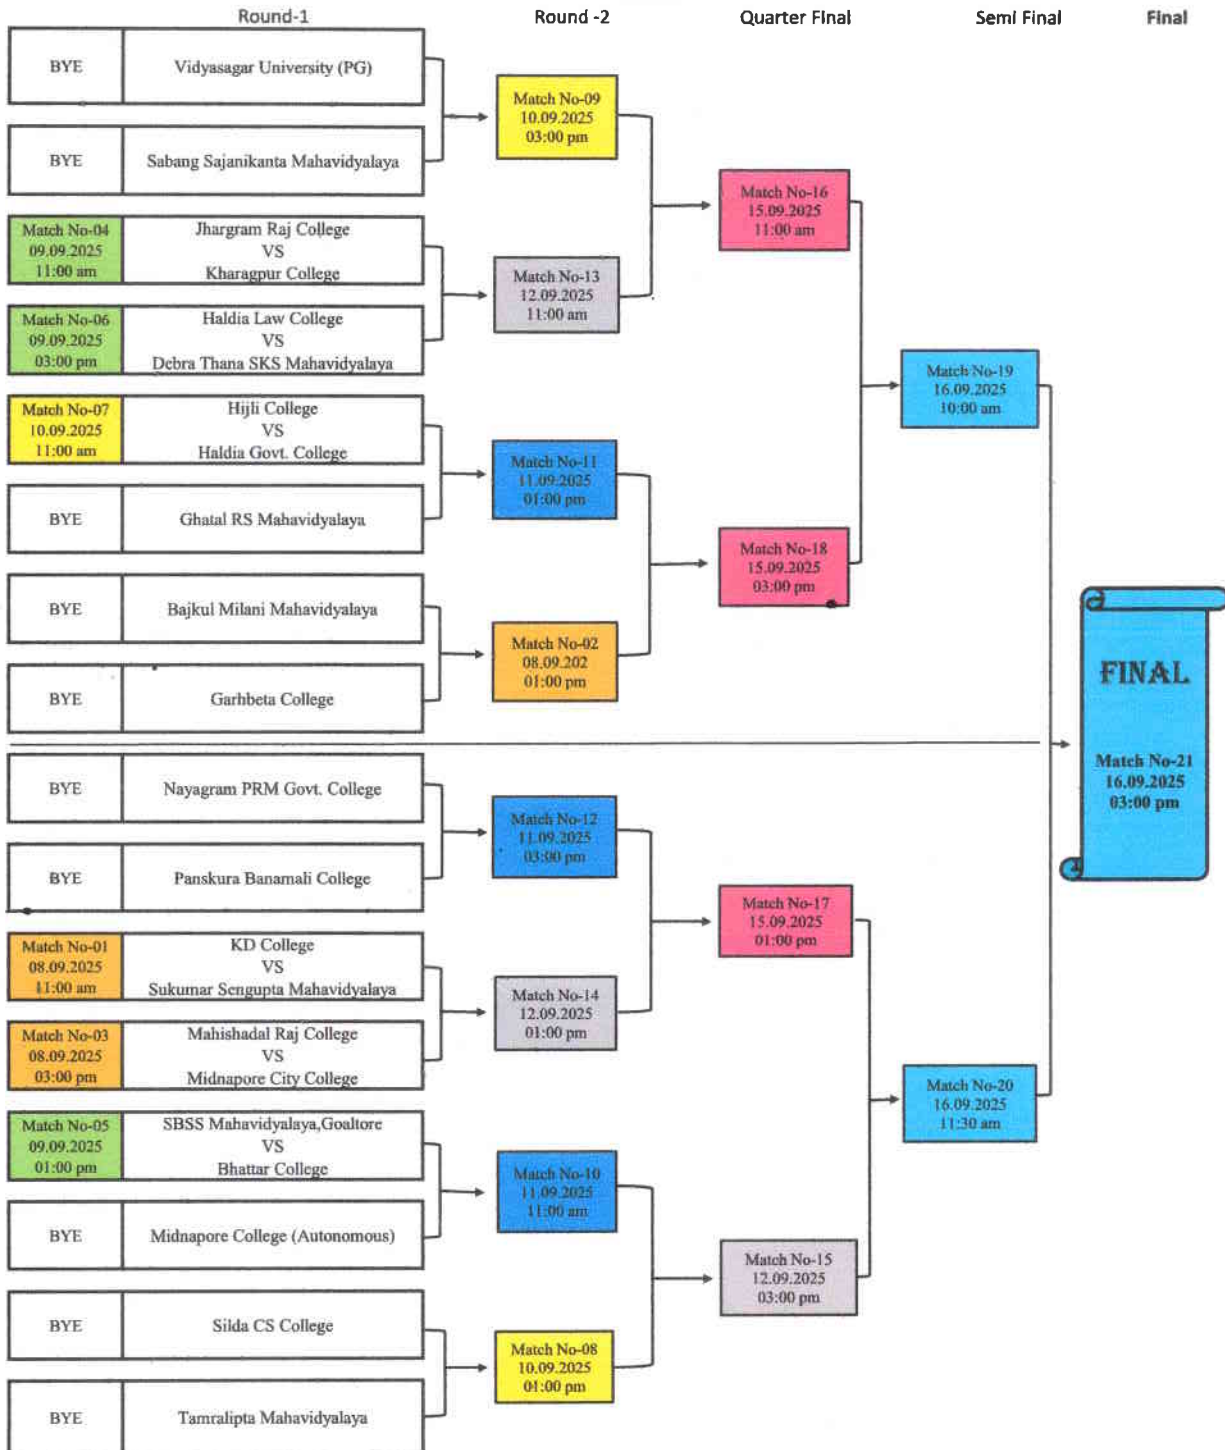 Round-1
Round -2
Quarter Final
Semi Final
Final
BYE
Vidyasagar University (PG)
BYE
Sabang Sajanikanta Mahavidyalaya
Match No-04
09.09.2025
11:00 am
Jhargram Raj College
VS
Kharagpur College
Match No-06
09.09.2025
03:00 pm
Haldia Law College
VS
Debra Thana SKS Mahavidyalaya
Match No-07
10.09.2025
11:00 am
Hijli College
VS
Haldia Govt. College
BYE
Ghatal RS Mahavidyalaya
BYE
Bajkul Milani Mahavidyalaya
BYE
Garhbeta College
BYE
Nayagram PRM Govt. College
BYE
Panskura Banamali College
Match No-01
08.09.2025
11:00 am
KD College
VS
Sukumar Sengupta Mahavidyalaya
Match No-03
08.09.2025
03:00 pm
Mahishadal Raj College
VS
Midnapore City College
Match No-05
09.09.2025
01:00 pm
SBSS Mahavidyalaya,Goaltore
VS
Bhattar College
BYE
Midnapore College (Autonomous)
BYE
Silda CS College
BYE
Tamralipta Mahavidyalaya
Match No-09
10.09.2025
03:00 pm
Match No-13
12.09.2025
11:00 am
Match No-11
11.09.2025
01:00 pm
Match No-02
08.09.202
01:00 pm
Match No-12
11.09.2025
03:00 pm
Match No-14
12.09.2025
01:00 pm
Match No-10
11.09.2025
11:00 am
Match No-08
10.09.2025
01:00 pm
Match No-16
15.09.2025
11:00 am
Match No-18
15.09.2025
03:00 pm
Match No-17
15.09.2025
01:00 pm
Match No-15
12.09.2025
03:00 pm
Match No-19
16.09.2025
10:00 am
Match No-20
16.09.2025
11:30 am
FINAL
Match No-21
16.09.2025
03:00 pm